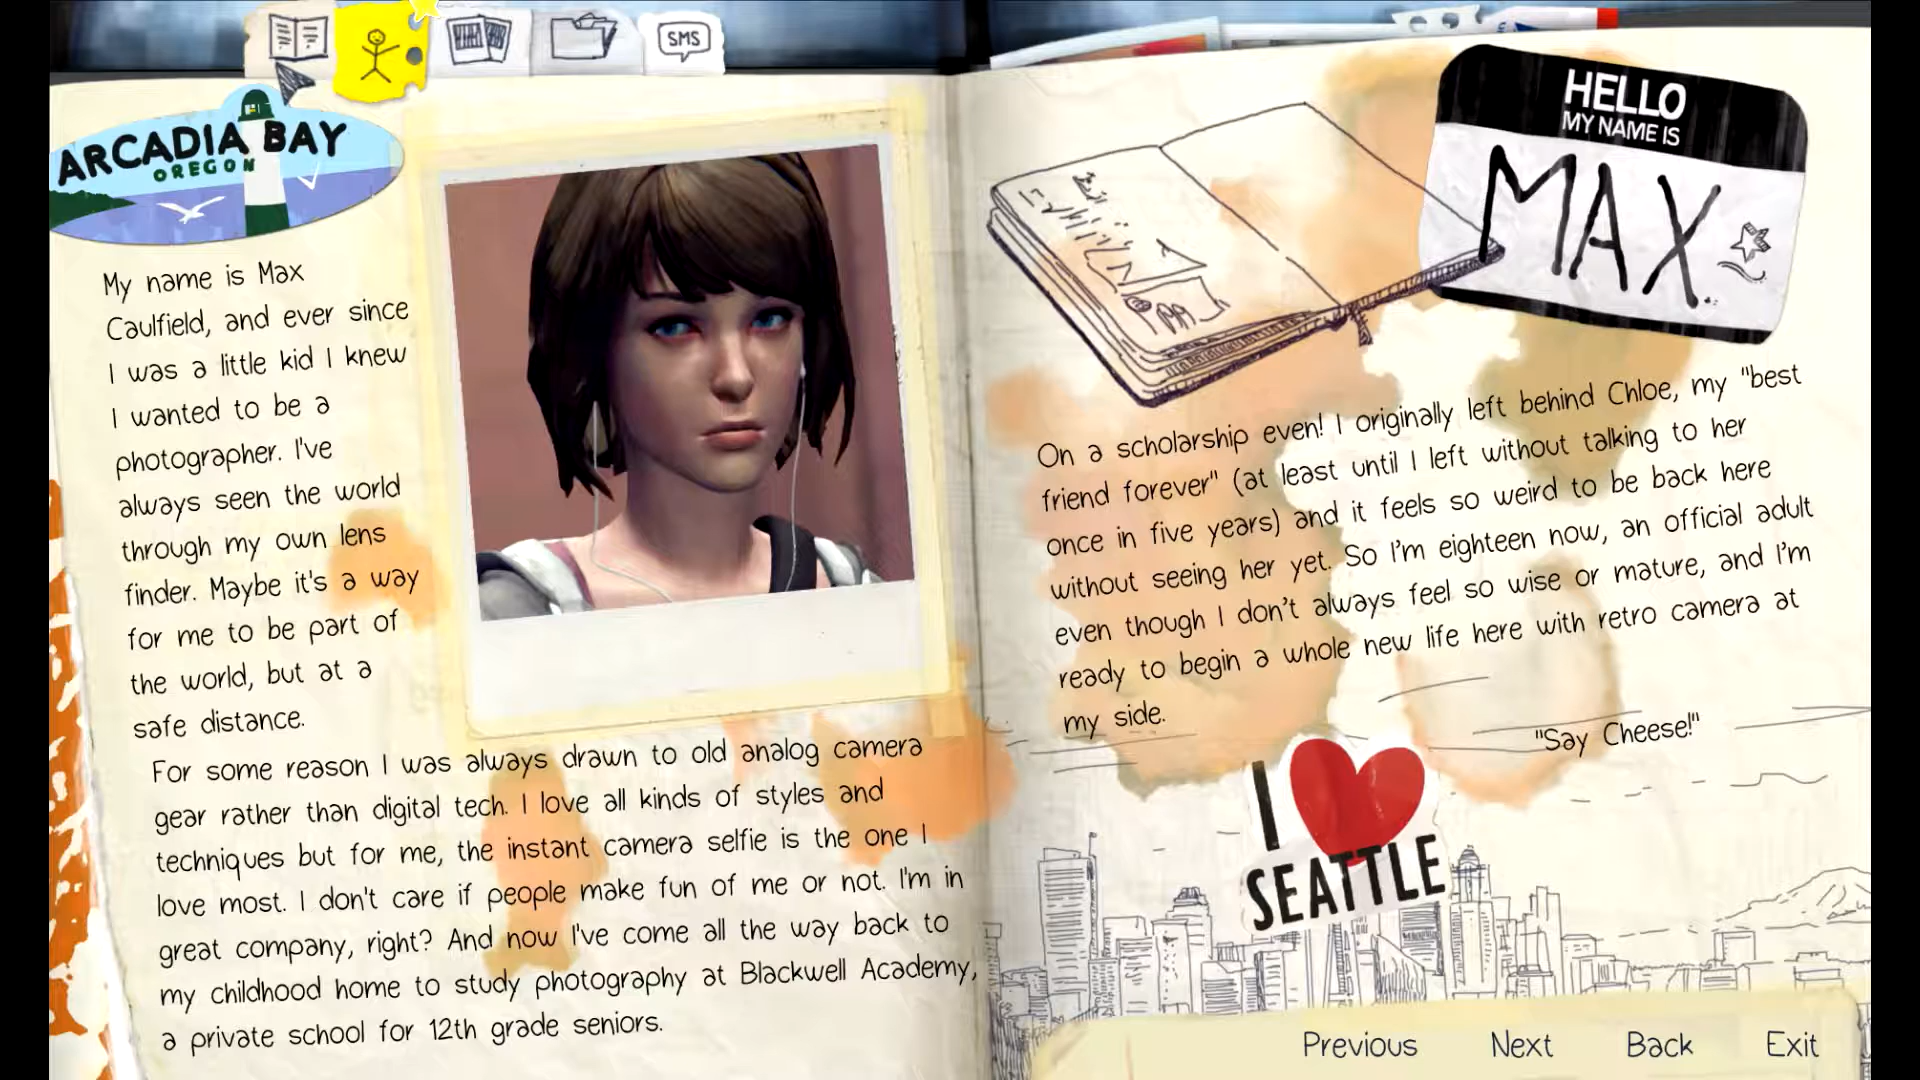 SMS
ARCADIA BAY
OREGON
My name is Max
Caulfield, and ever since
I was a little kid I knew
I wanted to be a
photographer. I've
always seen the world
through my own lens
finder. Maybe it's a way
for me to be part of
the world, but at a
safe distance.
For some reason I was always drawn to old analog camera
gear rather than digital tech. I love all kinds of styles and
techniques but for me, the instant camera selfie is the one I
love most. I don't care if people make fun of me or not. I'm in
great company, right? And now I've come all the way back to
my childhood home to study photography at Blackwell Academy,
a private school for 12th grade seniors.
HELLO
MY NAME IS
MAX
On a scholarship even! I originally left behind Chloe, my "best
friend forever" (at least until I left without talking to her
once in five years) and it feels so weird to be back here
without seeing her yet. So I'm eighteen now, an official adult
even though I don't always feel so wise or mature, and I'm
ready to begin a whole new life here with retro camera at
my side.
"Say Cheese!"
I
SEATTLE
Previous Next Back Exit